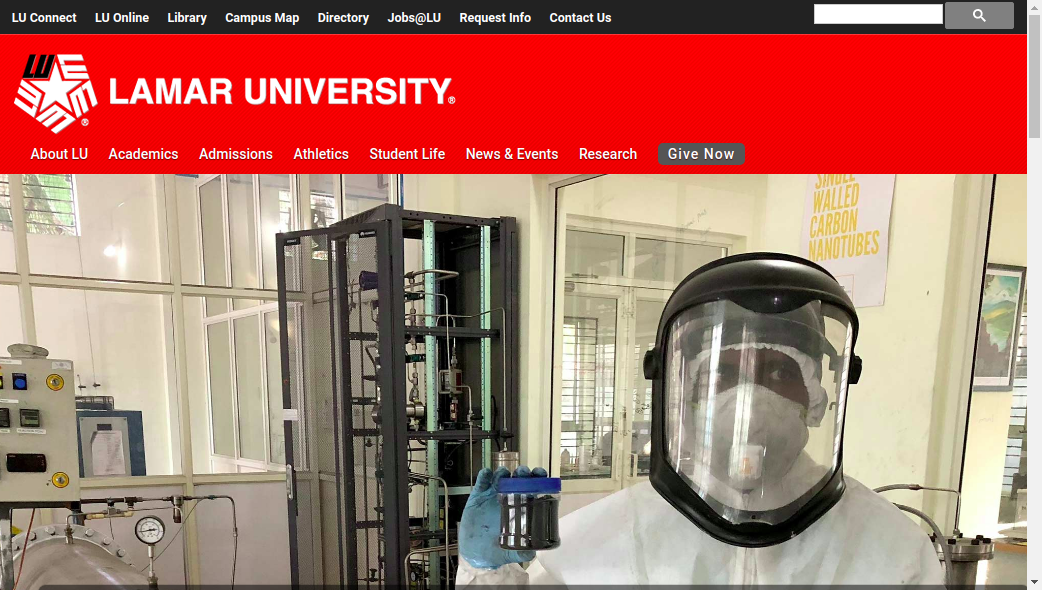 LU Connect LU Online Library Campus Map Directory Jobs@LU Request Info Contact Us
LU
LAMAR UNIVERSITY®
About LU Academics Admissions Athletics Student Life News & Events Research Give Now
SINGLE
WALLED
CARBON
NANOTUBES